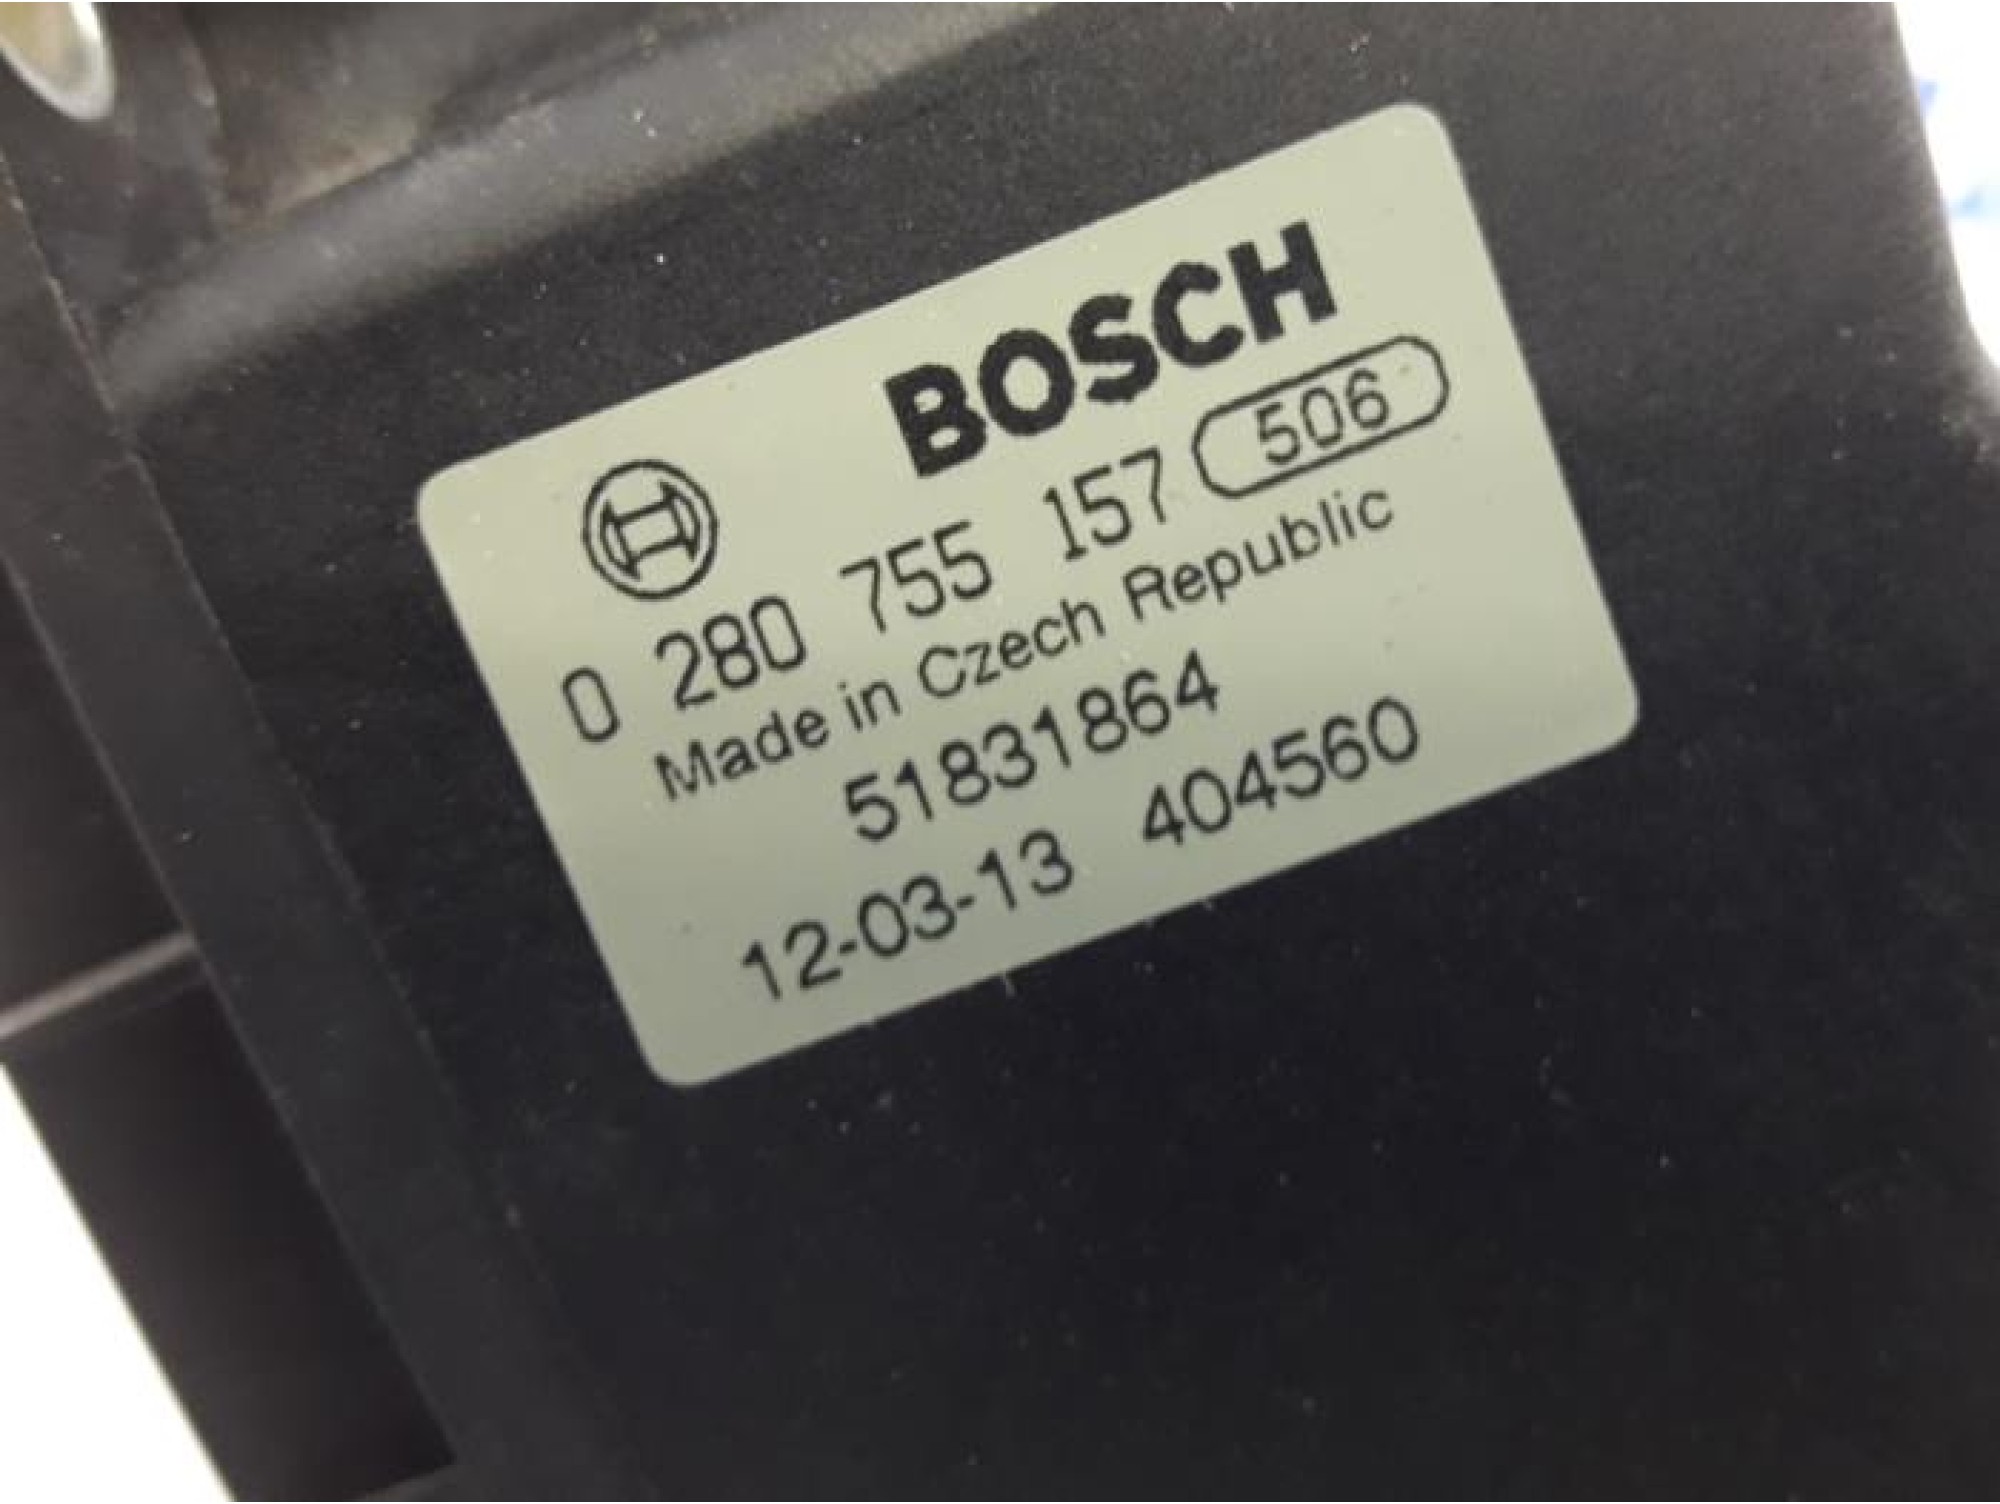 BOSCH
0 280 755 157 506
Made in Czech Republic
51831864
12-03-13 404560